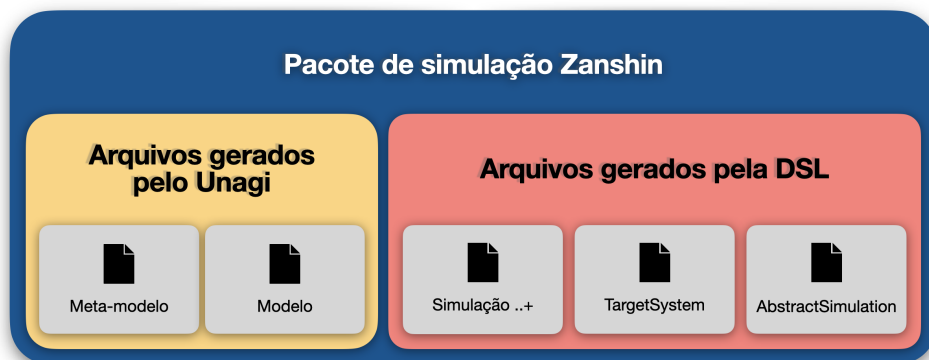 Pacote de simulação Zanshin
Arquivos gerados
pelo Unagi
Arquivos gerados pela DSL
Meta-modelo
Modelo
Simulação ..+
TargetSystem
AbstractSimulation